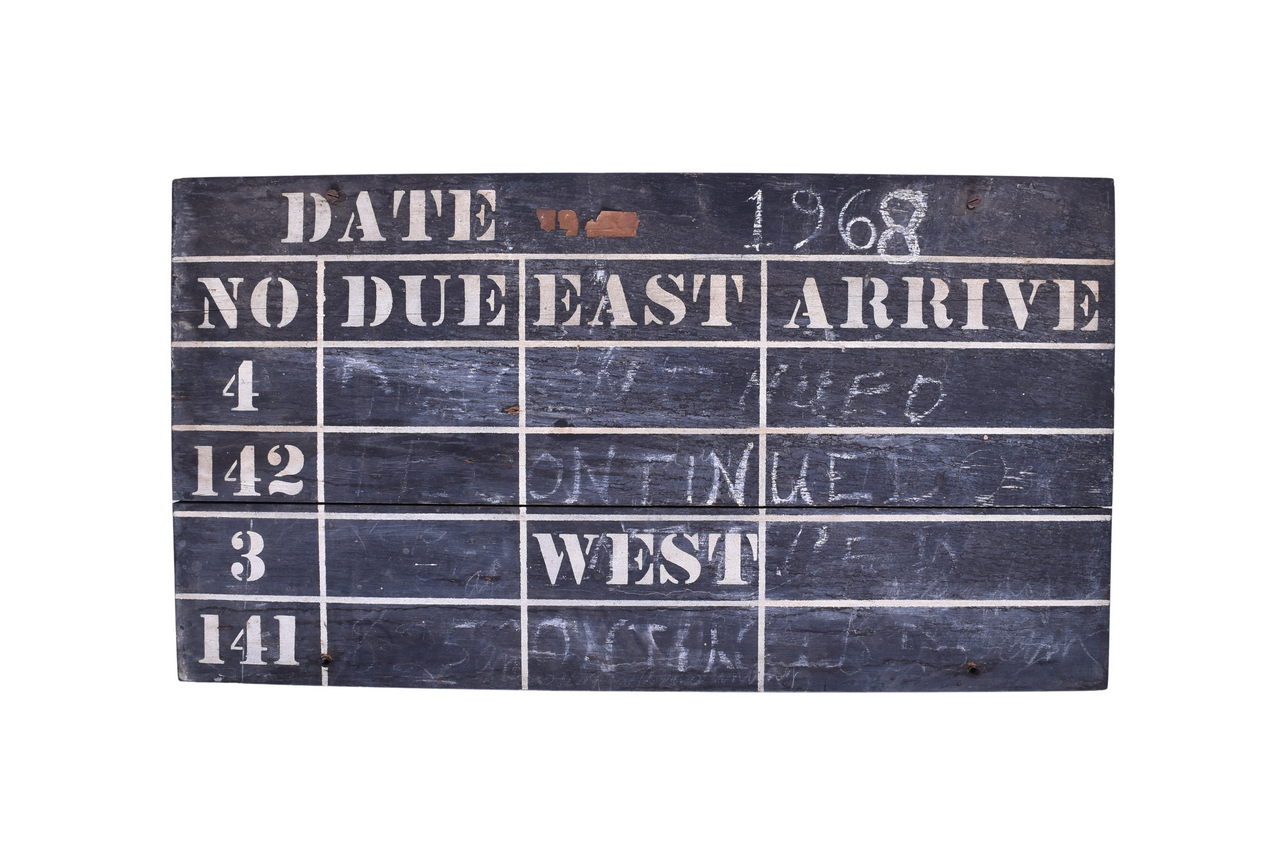 DATE 1968
NO DUE EAST ARRIVE
4
142 ONTINUED
3 WEST
141